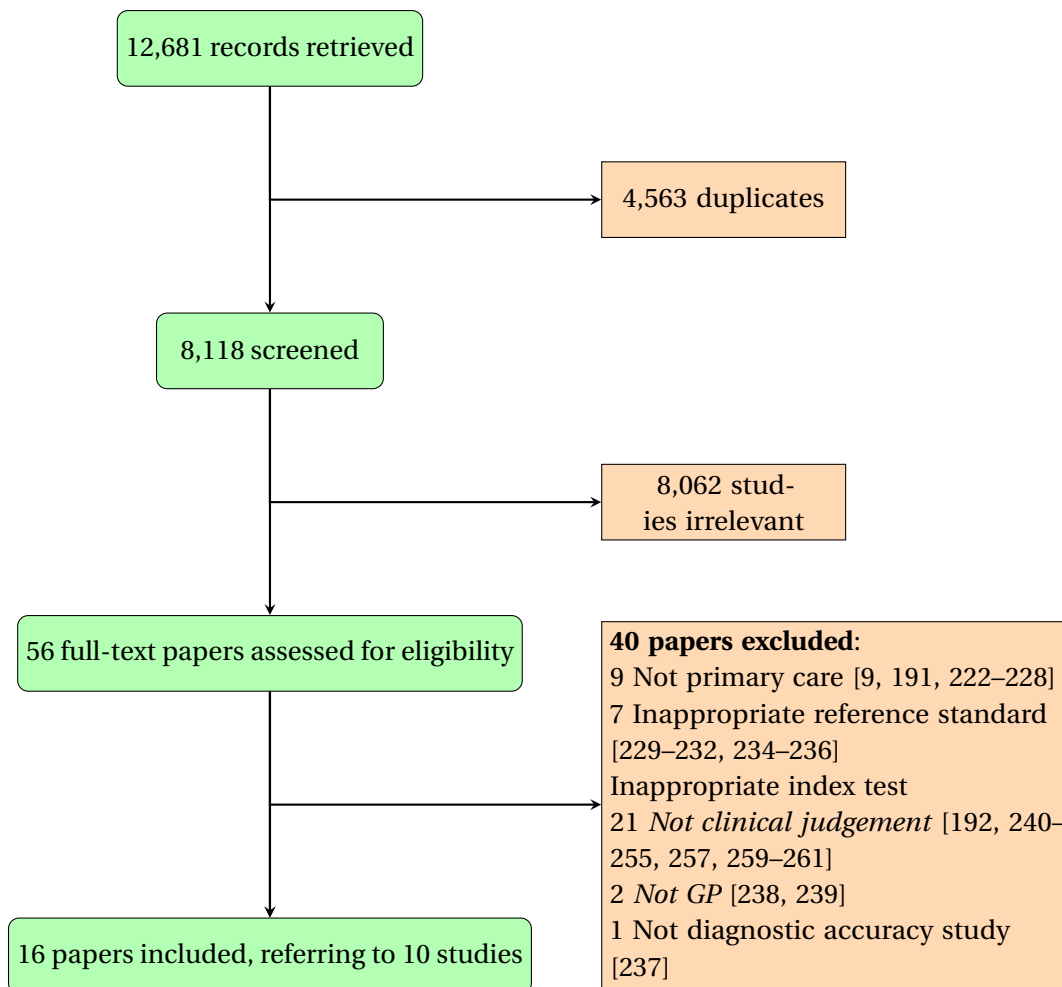 12,681 records retrieved
4,563 duplicates
8,118 screened
8,062 stud-
ies irrelevant
56 full-text papers assessed for eligibility
40 papers excluded:
9 Not primary care [9, 191, 222–228]
7 Inappropriate reference standard
[229–232, 234–236]
Inappropriate index test
21 Not clinical judgement [192, 240–
255, 257, 259–261]
2 Not GP [238, 239]
1 Not diagnostic accuracy study
[237]
16 papers included, referring to 10 studies